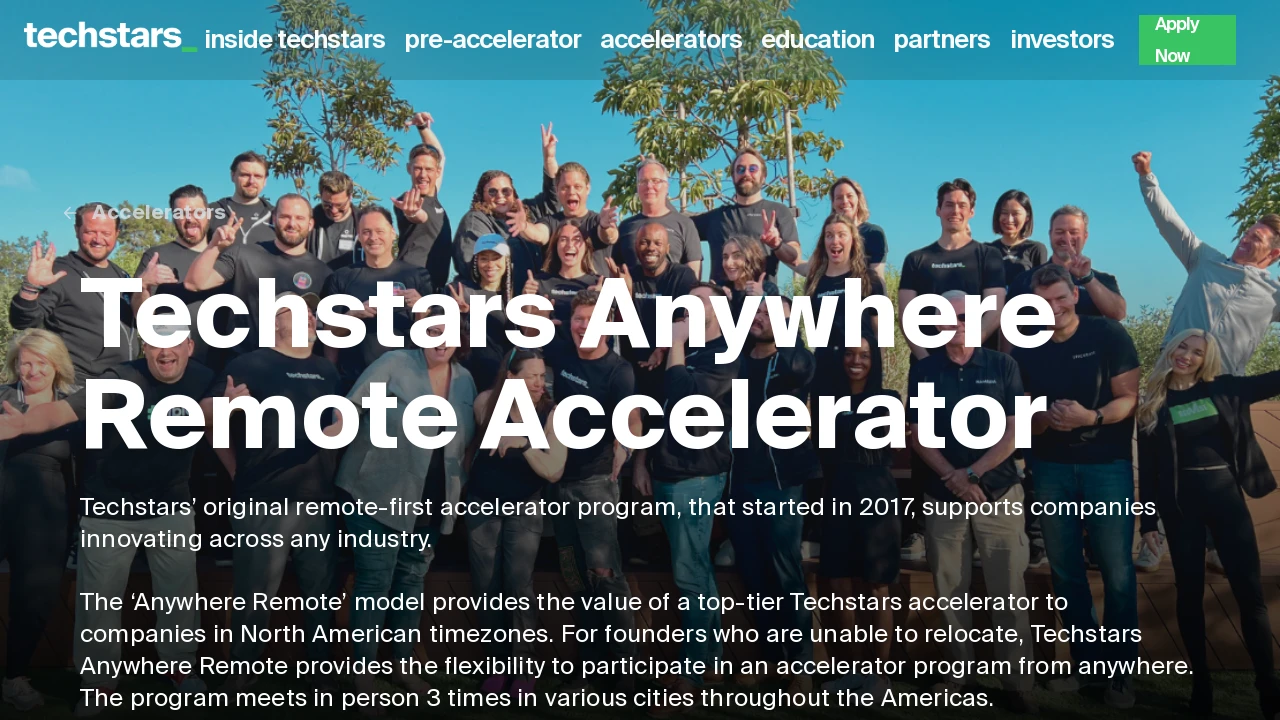 techstars_
inside techstars pre-accelerator accelerators education partners investors
Apply
Now
← Accelerators
Techstars Anywhere
Remote Accelerator
Techstars’ original remote-first accelerator program, that started in 2017, supports companies
innovating across any industry.
The ‘Anywhere Remote’ model provides the value of a top-tier Techstars accelerator to
companies in North American timezones. For founders who are unable to relocate, Techstars
Anywhere Remote provides the flexibility to participate in an accelerator program from anywhere.
The program meets in person 3 times in various cities throughout the Americas.